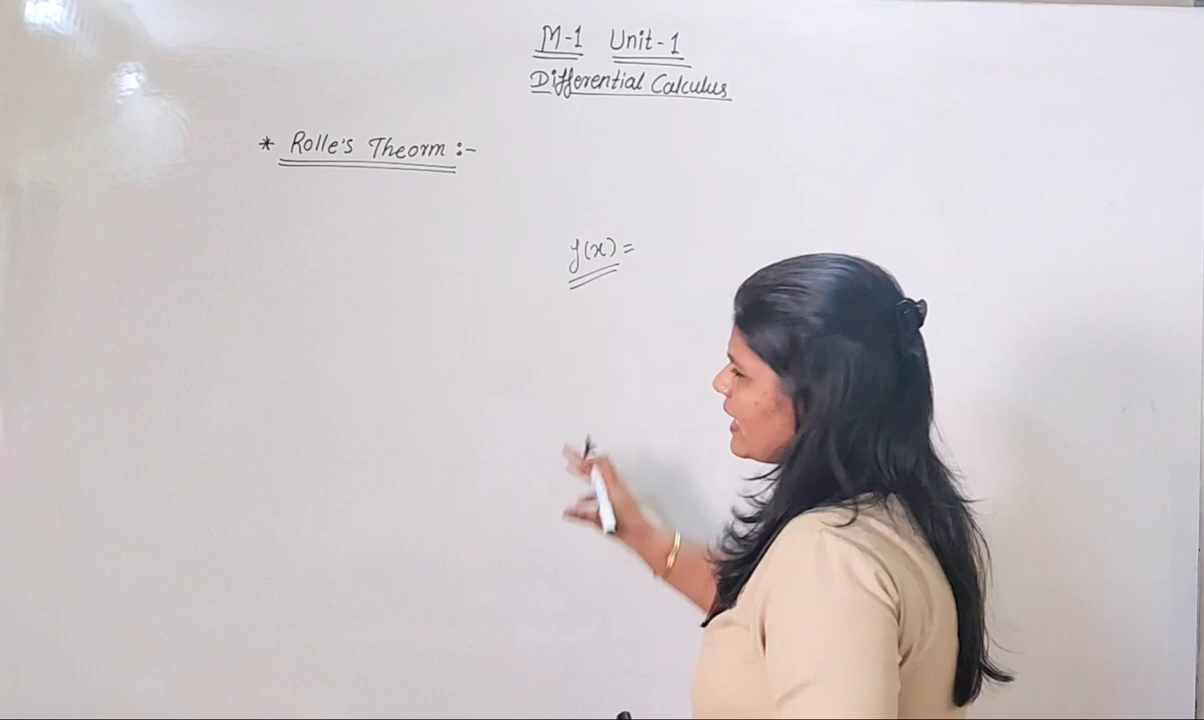 M-1 Unit-1
Differential Calculus
* Rolle's Theorm :-
f(x) =